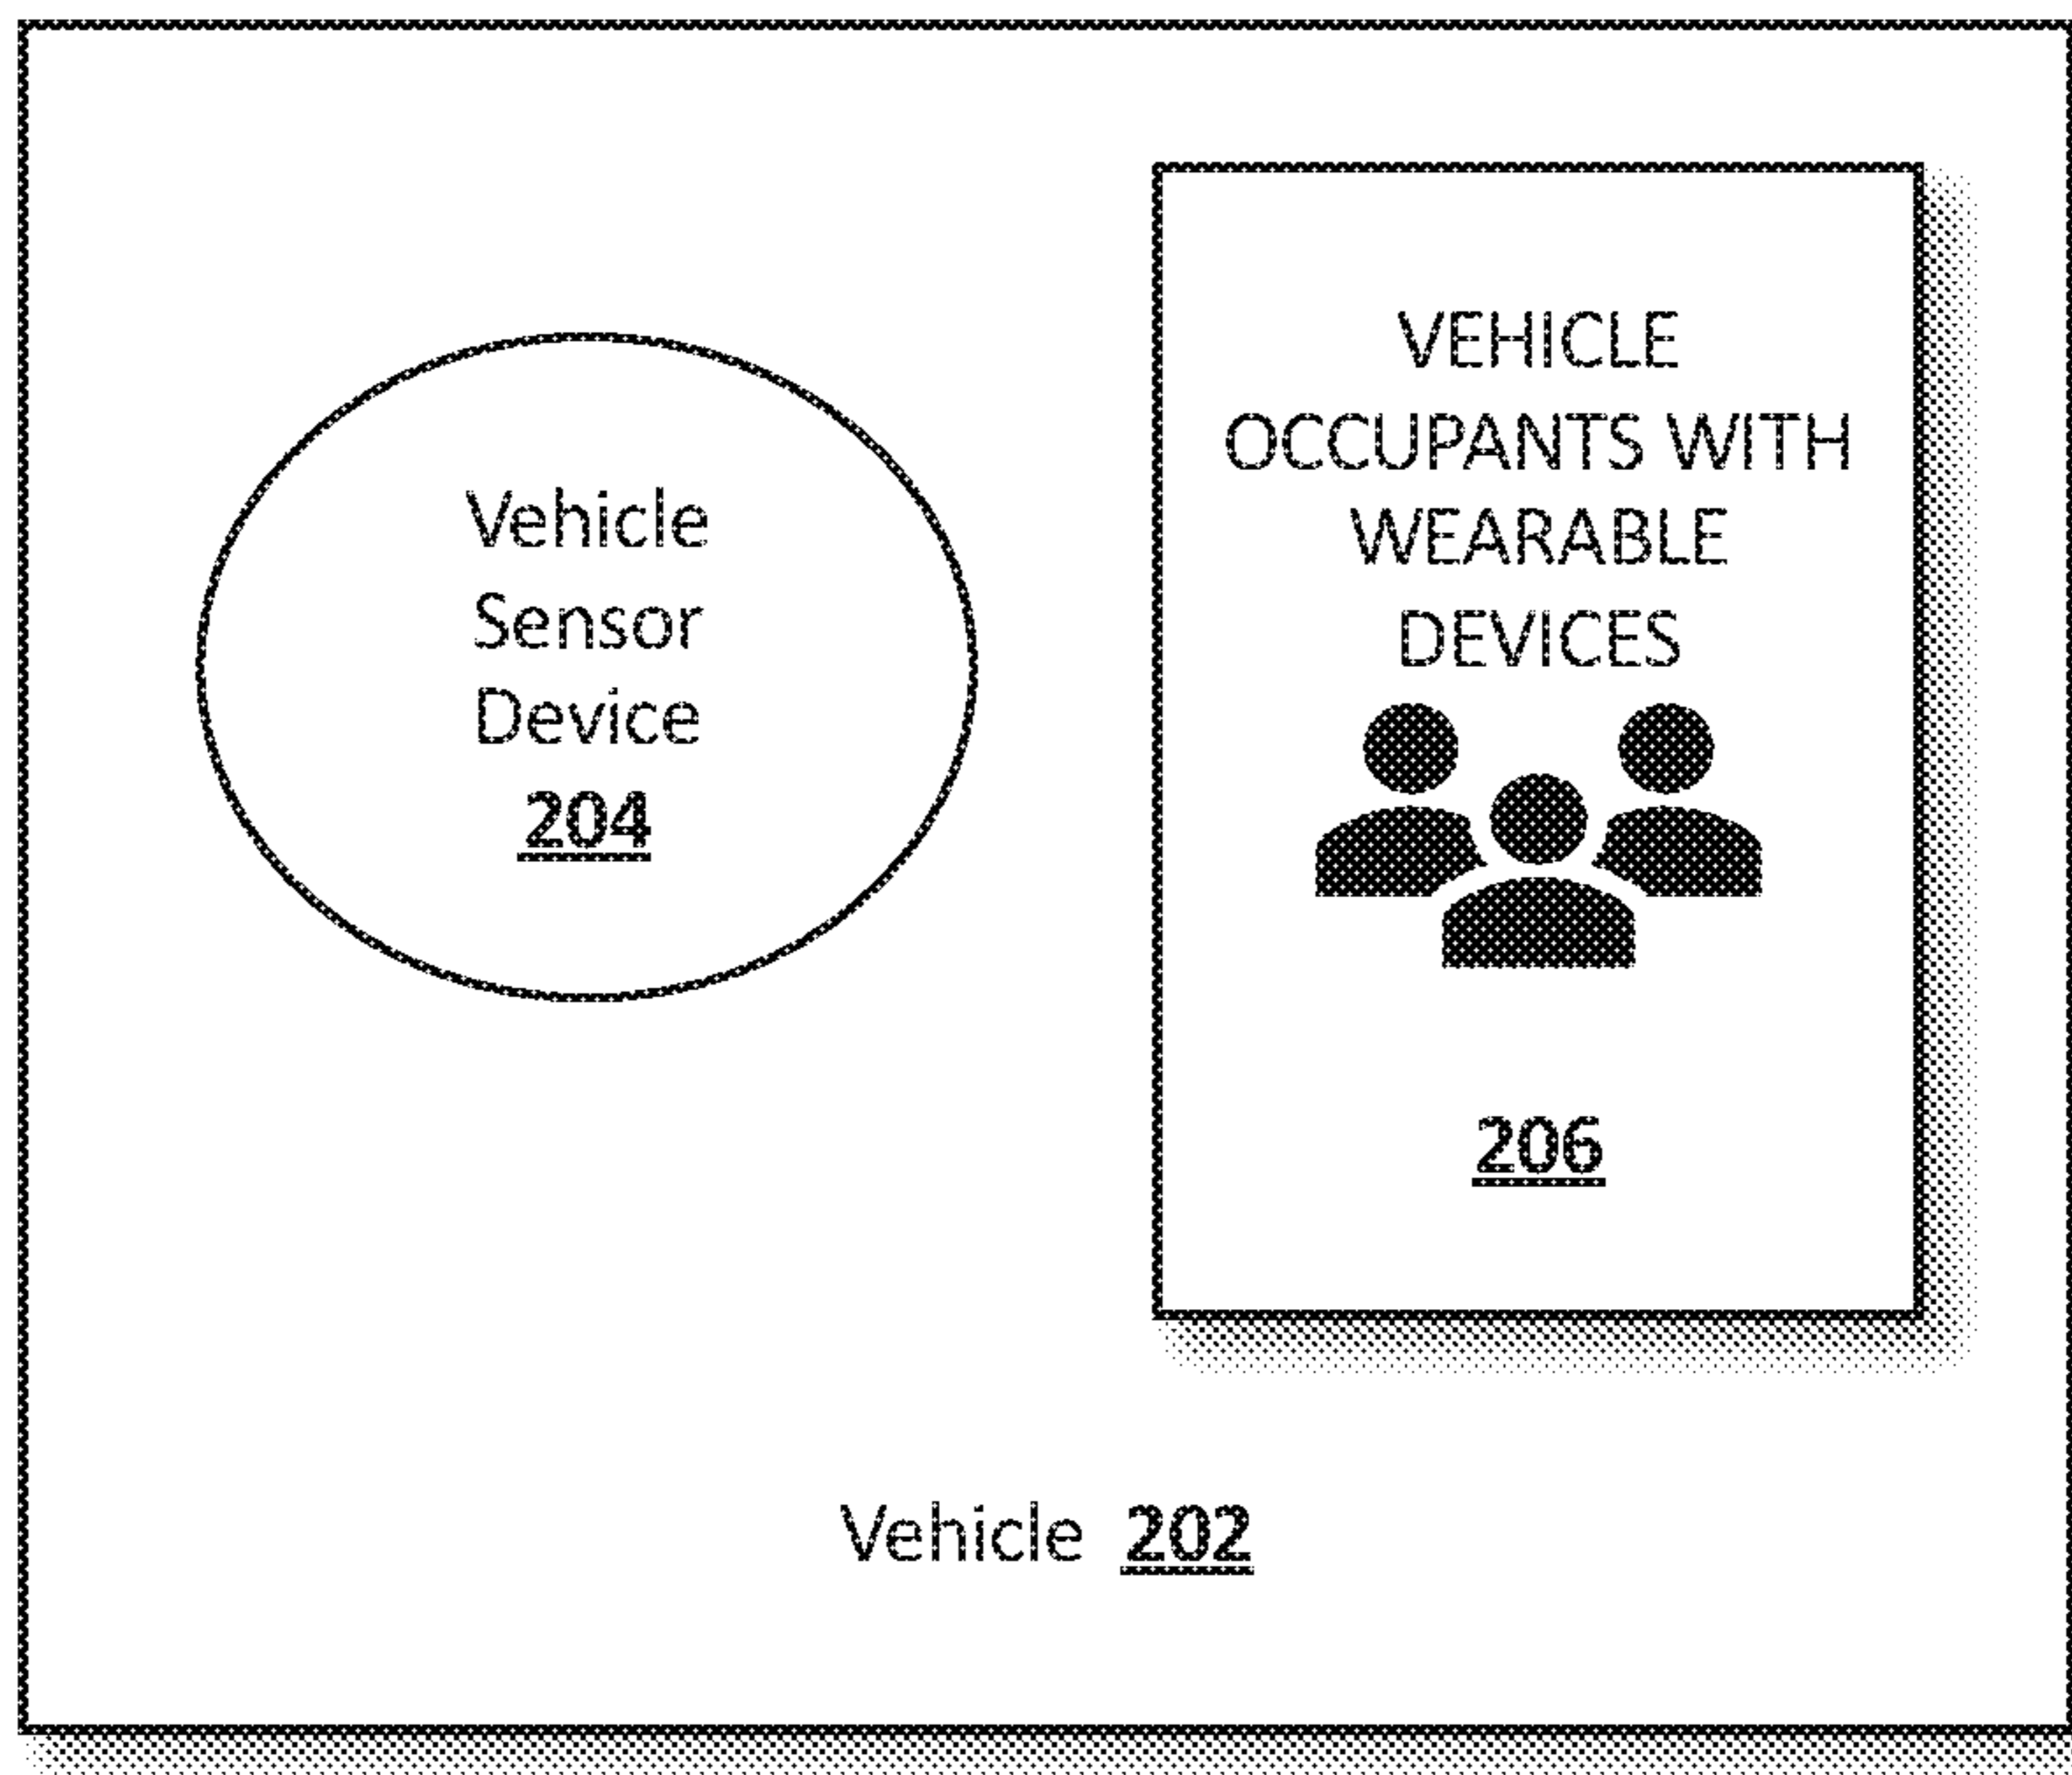 Vehicle
Sensor
Device
204
VEHICLE
OCCUPANTS WITH
WEARABLE
DEVICES
206
Vehicle 202